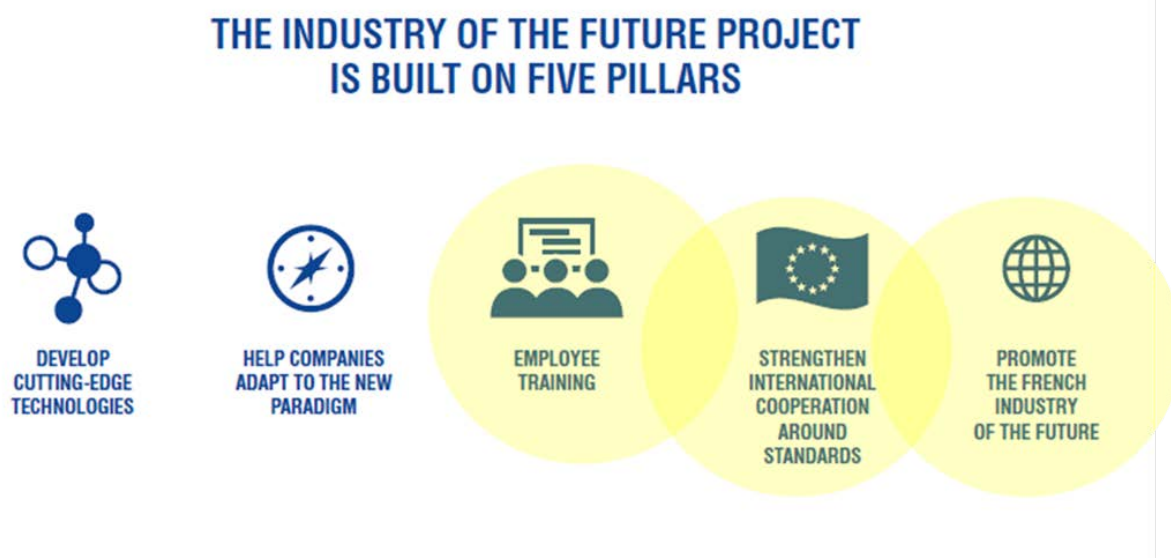 THE INDUSTRY OF THE FUTURE PROJECT
IS BUILT ON FIVE PILLARS
DEVELOP
CUTTING-EDGE
TECHNOLOGIES
HELP COMPANIES
ADAPT TO THE NEW
PARADIGM
EMPLOYEE
TRAINING
STRENGTHEN
INTERNATIONAL
COOPERATION
AROUND
STANDARDS
PROMOTE
THE FRENCH
INDUSTRY
OF THE FUTURE